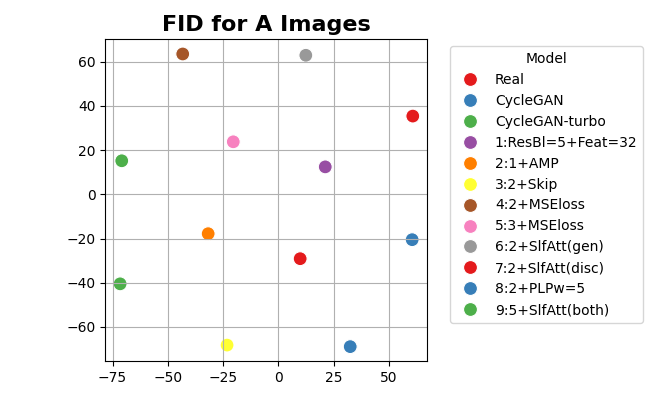 FID for A Images
60
40
20
0
−20
−40
−60
−75
−50
−25
0
25
50
Model
Real
CycleGAN
CycleGAN-turbo
1:ResBl=5+Feat=32
2:1+AMP
3:2+Skip
4:2+MSEloss
5:3+MSEloss
6:2+SlfAtt(gen)
7:2+SlfAtt(disc)
8:2+PLPw=5
9:5+SlfAtt(both)